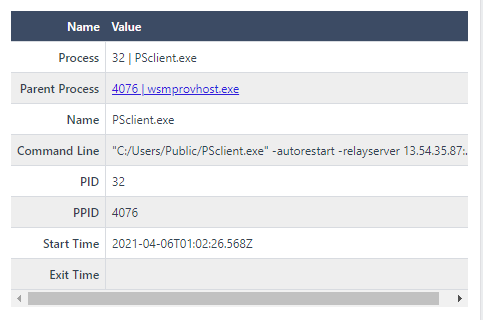 Name Value
Process 32 | PSclient.exe
Parent Process 4076 | wsmprovhost.exe
Name PSclient.exe
Command Line "C:/Users/Public/PSclient.exe" -autorestart -relayserver 13.54.35.87:..
PID 32
PPID 4076
Start Time 2021-04-06T01:02:26.568Z
Exit Time